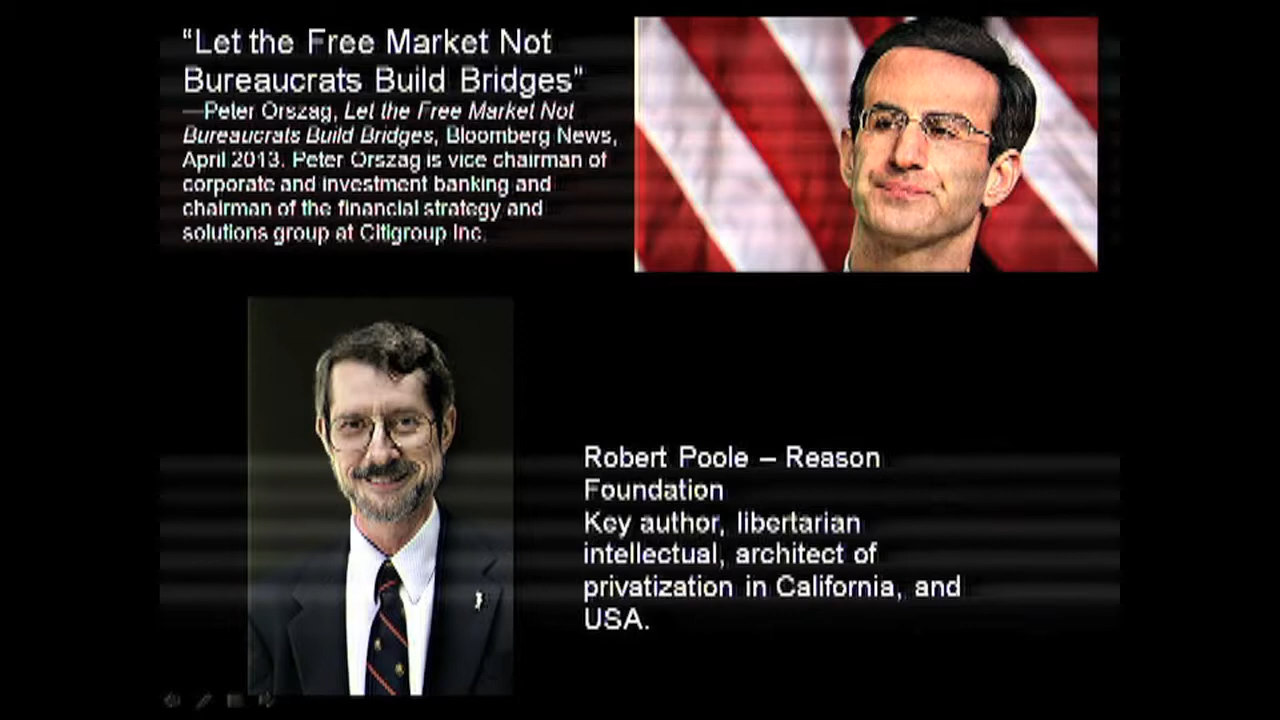 “Let the Free Market Not
Bureaucrats Build Bridges”
—Peter Orszag, Let the Free Market Not
Bureaucrats Build Bridges, Bloomberg News,
April 2013. Peter Orszag is vice chairman of
corporate and investment banking and
chairman of the financial strategy and
solutions group at Citigroup Inc.
Robert Poole – Reason
Foundation
Key author, libertarian
intellectual, architect of
privatization in California, and
USA.